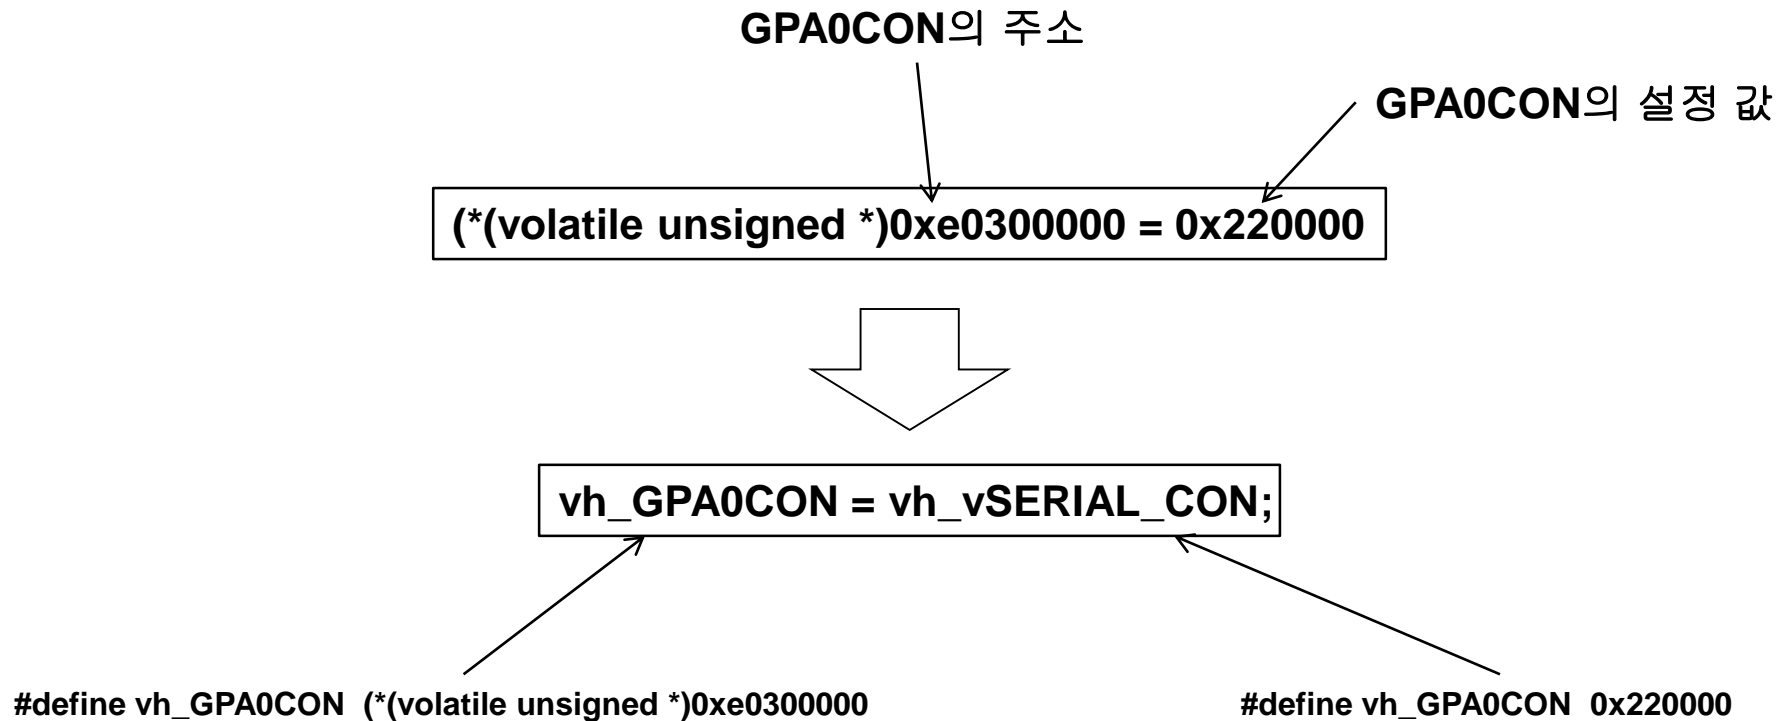 GPA0CON의 주소
GPA0CON의 설정 값
(*(volatile unsigned *)0xe0300000 = 0x220000
vh_GPA0CON = vh_vSERIAL_CON;
#define vh_GPA0CON (*(volatile unsigned *)0xe0300000
#define vh_GPA0CON 0x220000